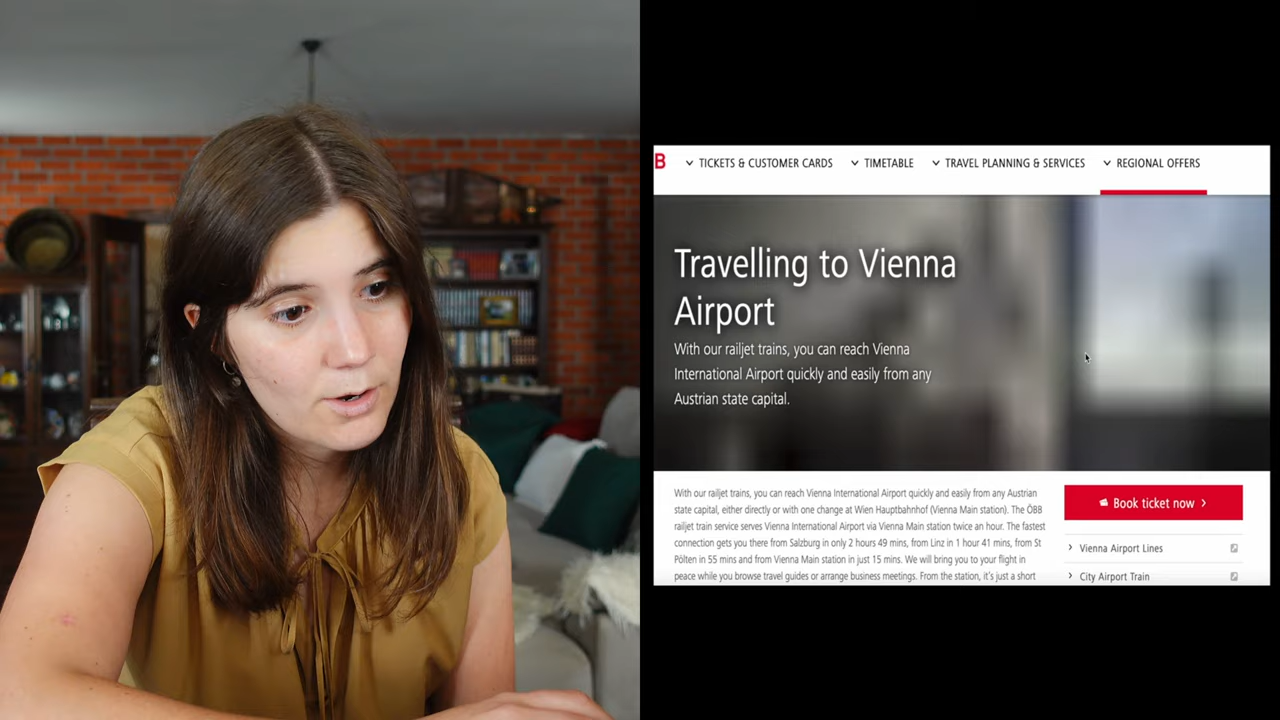 B
TICKETS & CUSTOMER CARDS
TIMETABLE
TRAVEL PLANNING & SERVICES
REGIONAL OFFERS
Travelling to Vienna
Airport
With our railjet trains, you can reach Vienna
International Airport quickly and easily from any
Austrian state capital.
With our railjet trains, you can reach Vienna International Airport quickly and easily from any Austrian
state capital, either directly or with one change at Wien Hauptbahnhof (Vienna Main station). The ÖBB
railjet train service serves Vienna International Airport via Vienna Main station twice an hour. The fastest
connection gets you there from Salzburg in only 2 hours 49 mins, from Linz in 1 hour 41 mins, from St
Pölten in 55 mins and from Vienna Main station in just 15 mins. We will bring you to your flight in
peace while you browse travel guides or arrange business meetings. From the station, it's just a short
Book ticket now
Vienna Airport Lines
City Airport Train